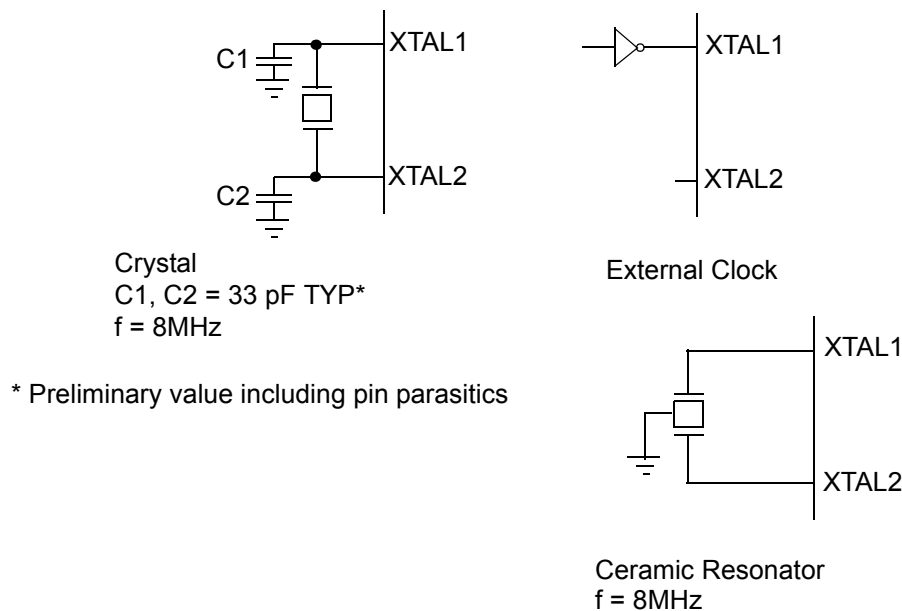 C1
XTAL1
C2
XTAL2
Crystal
C1, C2 = 33 pF TYP*
f = 8MHz
* Preliminary value including pin parasitics
XTAL1
XTAL2
External Clock
XTAL1
XTAL2
Ceramic Resonator
f = 8MHz